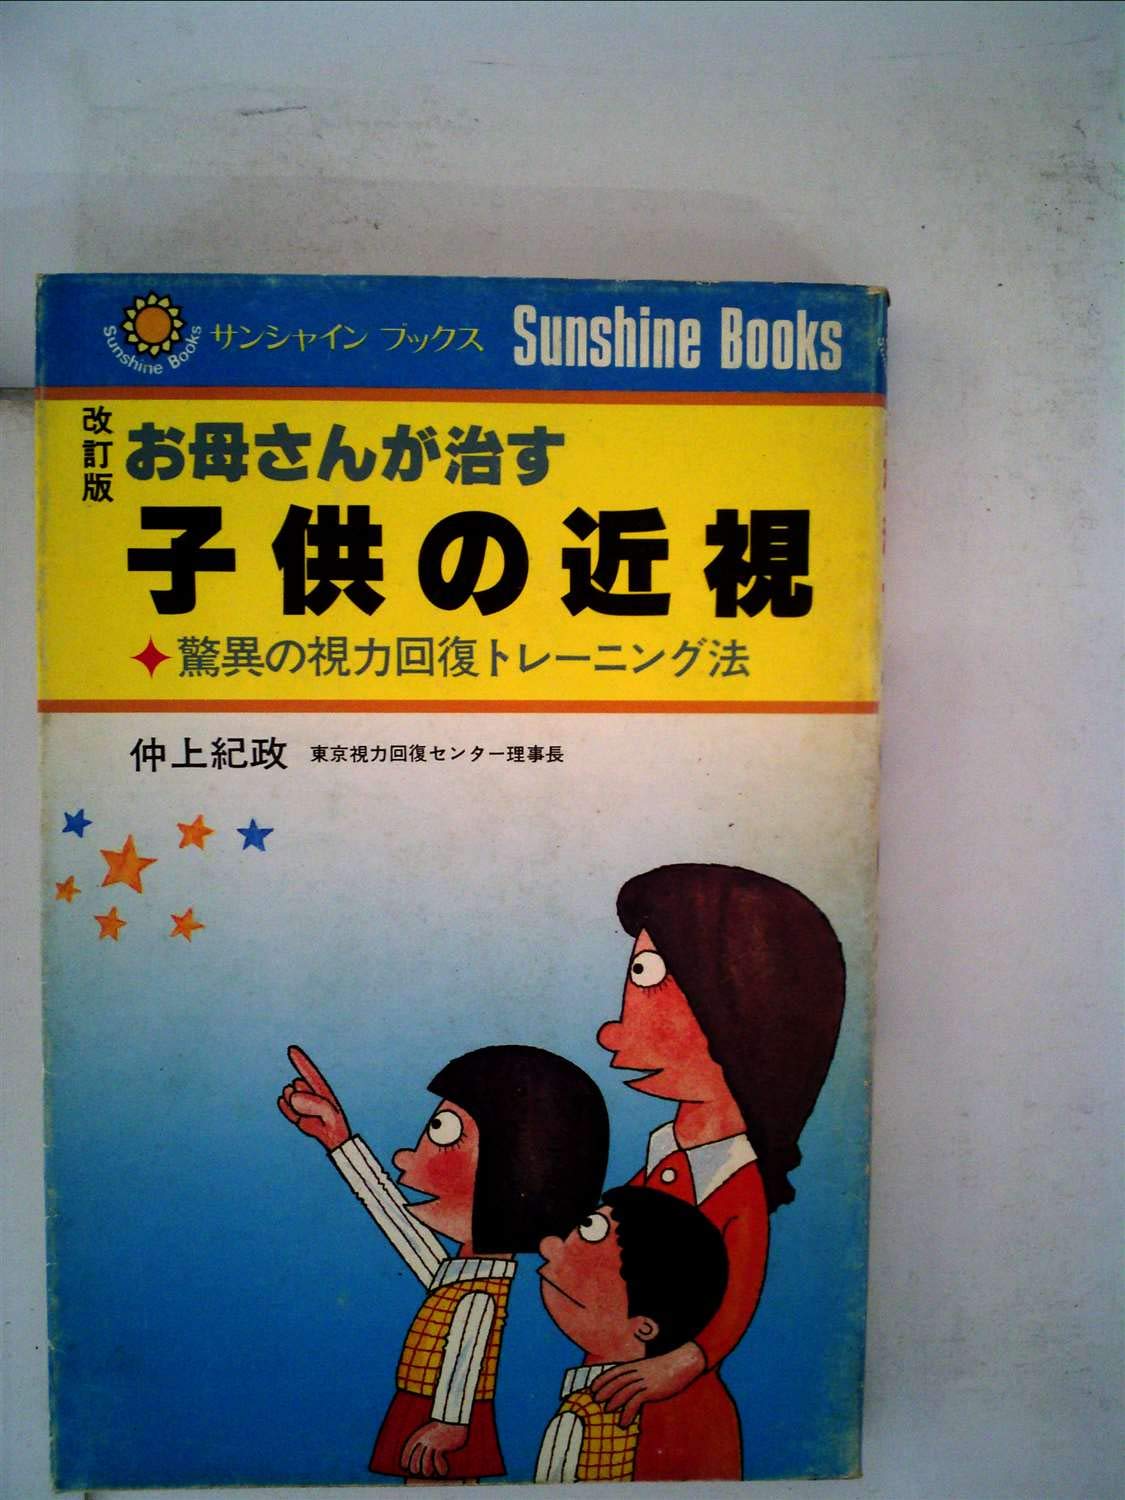 Sunshine Books
サンシャイン ブックス
Sunshine Books
改訂版
お母さんが治す
子供の近視
驚異の視力回復トレーニング法
仲上紀政 東京視力回復センター理事長